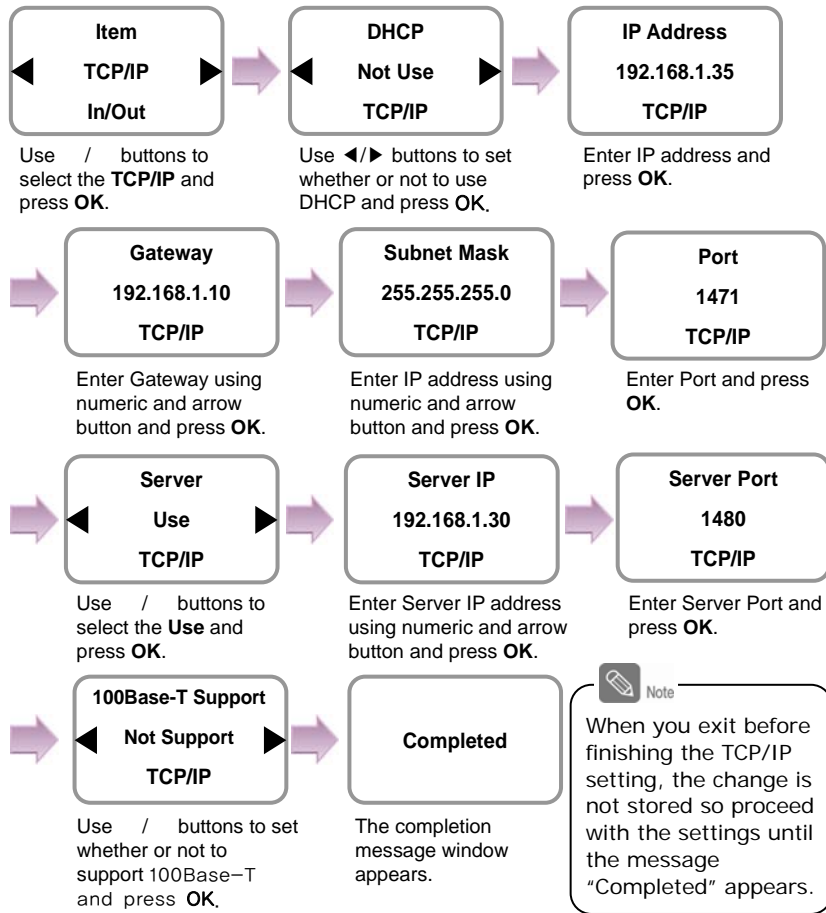 Item
TCP/IP
In/Out
Use / buttons to
select the TCP/IP and
press OK.
DHCP
◀ Not Use ▶
TCP/IP
Use ◀/▶ buttons to set
whether or not to use
DHCP and press OK.
IP Address
192.168.1.35
TCP/IP
Enter IP address and
press OK.
Gateway
192.168.1.10
TCP/IP
Enter Gateway using
numeric and arrow
button and press OK.
Subnet Mask
255.255.255.0
TCP/IP
Enter IP address using
numeric and arrow
button and press OK.
Port
1471
TCP/IP
Enter Port and press
OK.
Server
Use
TCP/IP
Use / buttons to
select the Use and
press OK.
Server IP
192.168.1.30
TCP/IP
Enter Server IP address
using numeric and arrow
button and press OK.
Server Port
1480
TCP/IP
Enter Server Port and
press OK.
100Base-T Support
Not Support
TCP/IP
Use / buttons to set
whether or not to
support 100Base-T
and press OK.
Completed
The completion
message window
appears.
Note
When you exit before
finishing the TCP/IP
setting, the change is
not stored so proceed
with the settings until
the message
"Completed" appears.